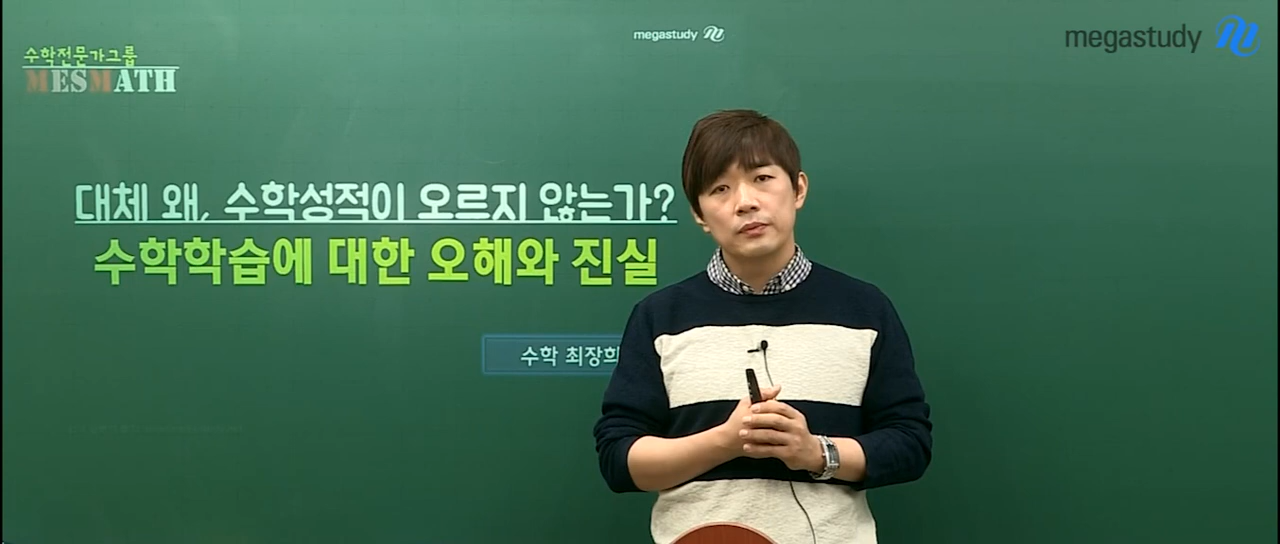 megastudy
megastudy
수학전문가그룹
MESMATH
대체 왜, 수학성적이 오르지 않는가?
수학학습에 대한 오해와 진실
수학 최장희